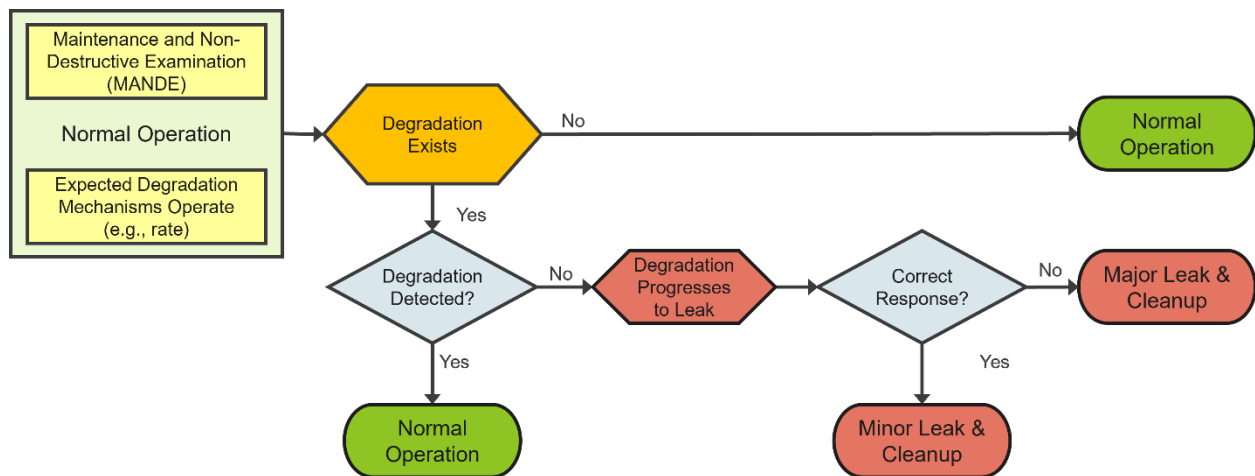 Maintenance and Non-
Destructive Examination
(MANDE)
Normal Operation
Expected Degradation
Mechanisms Operate
(e.g., rate)
Degradation
Exists
No
Normal
Operation
Yes
Degradation
Detected?
No
Degradation
Progresses
to Leak
Correct
Response?
No
Major Leak &
Cleanup
Yes
Yes
Normal
Operation
Minor Leak &
Cleanup